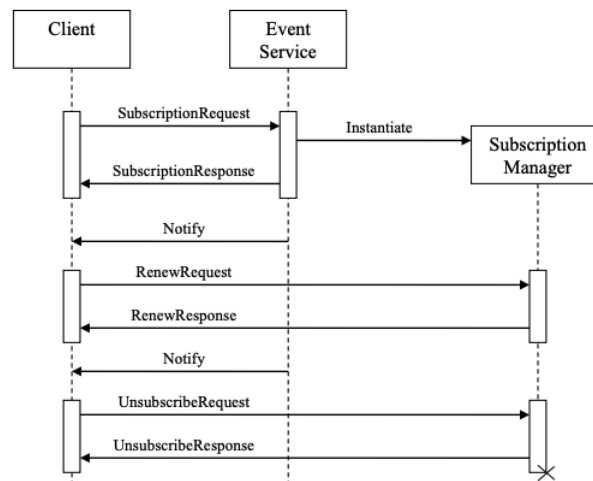 Client
Event
Service
SubscriptionRequest
Instantiate
Subscription
Manager
SubscriptionResponse
Notify
RenewRequest
RenewResponse
Notify
UnsubscribeRequest
UnsubscribeResponse